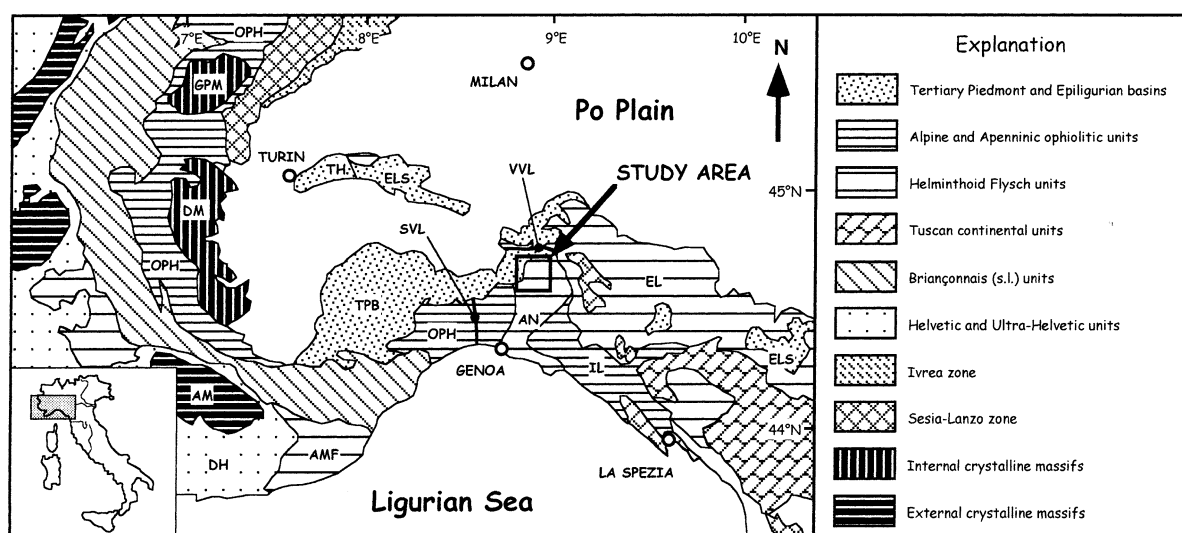 7°E
8°E
9°E
10°E
OPH
GPM
MILAN
N
Po Plain
TURIN
TH.
ELS
VVL
STUDY AREA
45°N
DM
SVL
OPH
TPB
EL
OPH
AN
ELS
GENOA
IL
AM
44°N
DH
AMF
LA SPEZIA
Ligurian Sea
Explanation
Tertiary Piedmont and Epiligurian basins
Alpine and Apenninic ophiolitic units
Helminthoid Flysch units
Tuscan continental units
Briançonnais (s.l.) units
Helvetic and Ultra-Helvetic units
Ivrea zone
Sesia-Lanzo zone
Internal crystalline massifs
External crystalline massifs